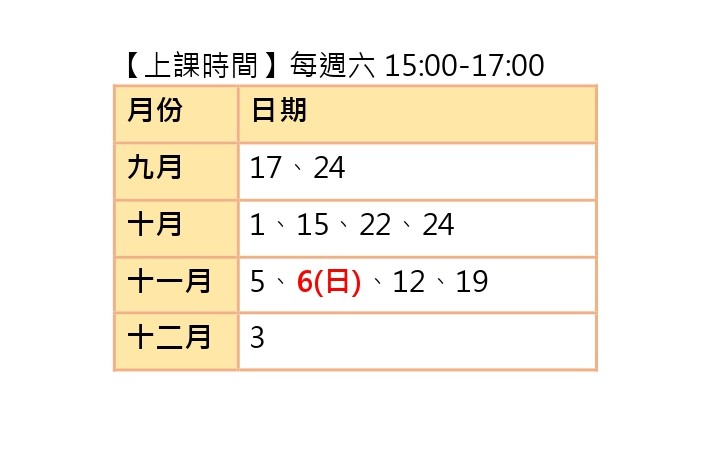 【上課時間】每週六 15:00-17:00
月份 日期
九月 17、24
十月 1、15、22、24
十一月 5、6(日)、12、19
十二月 3